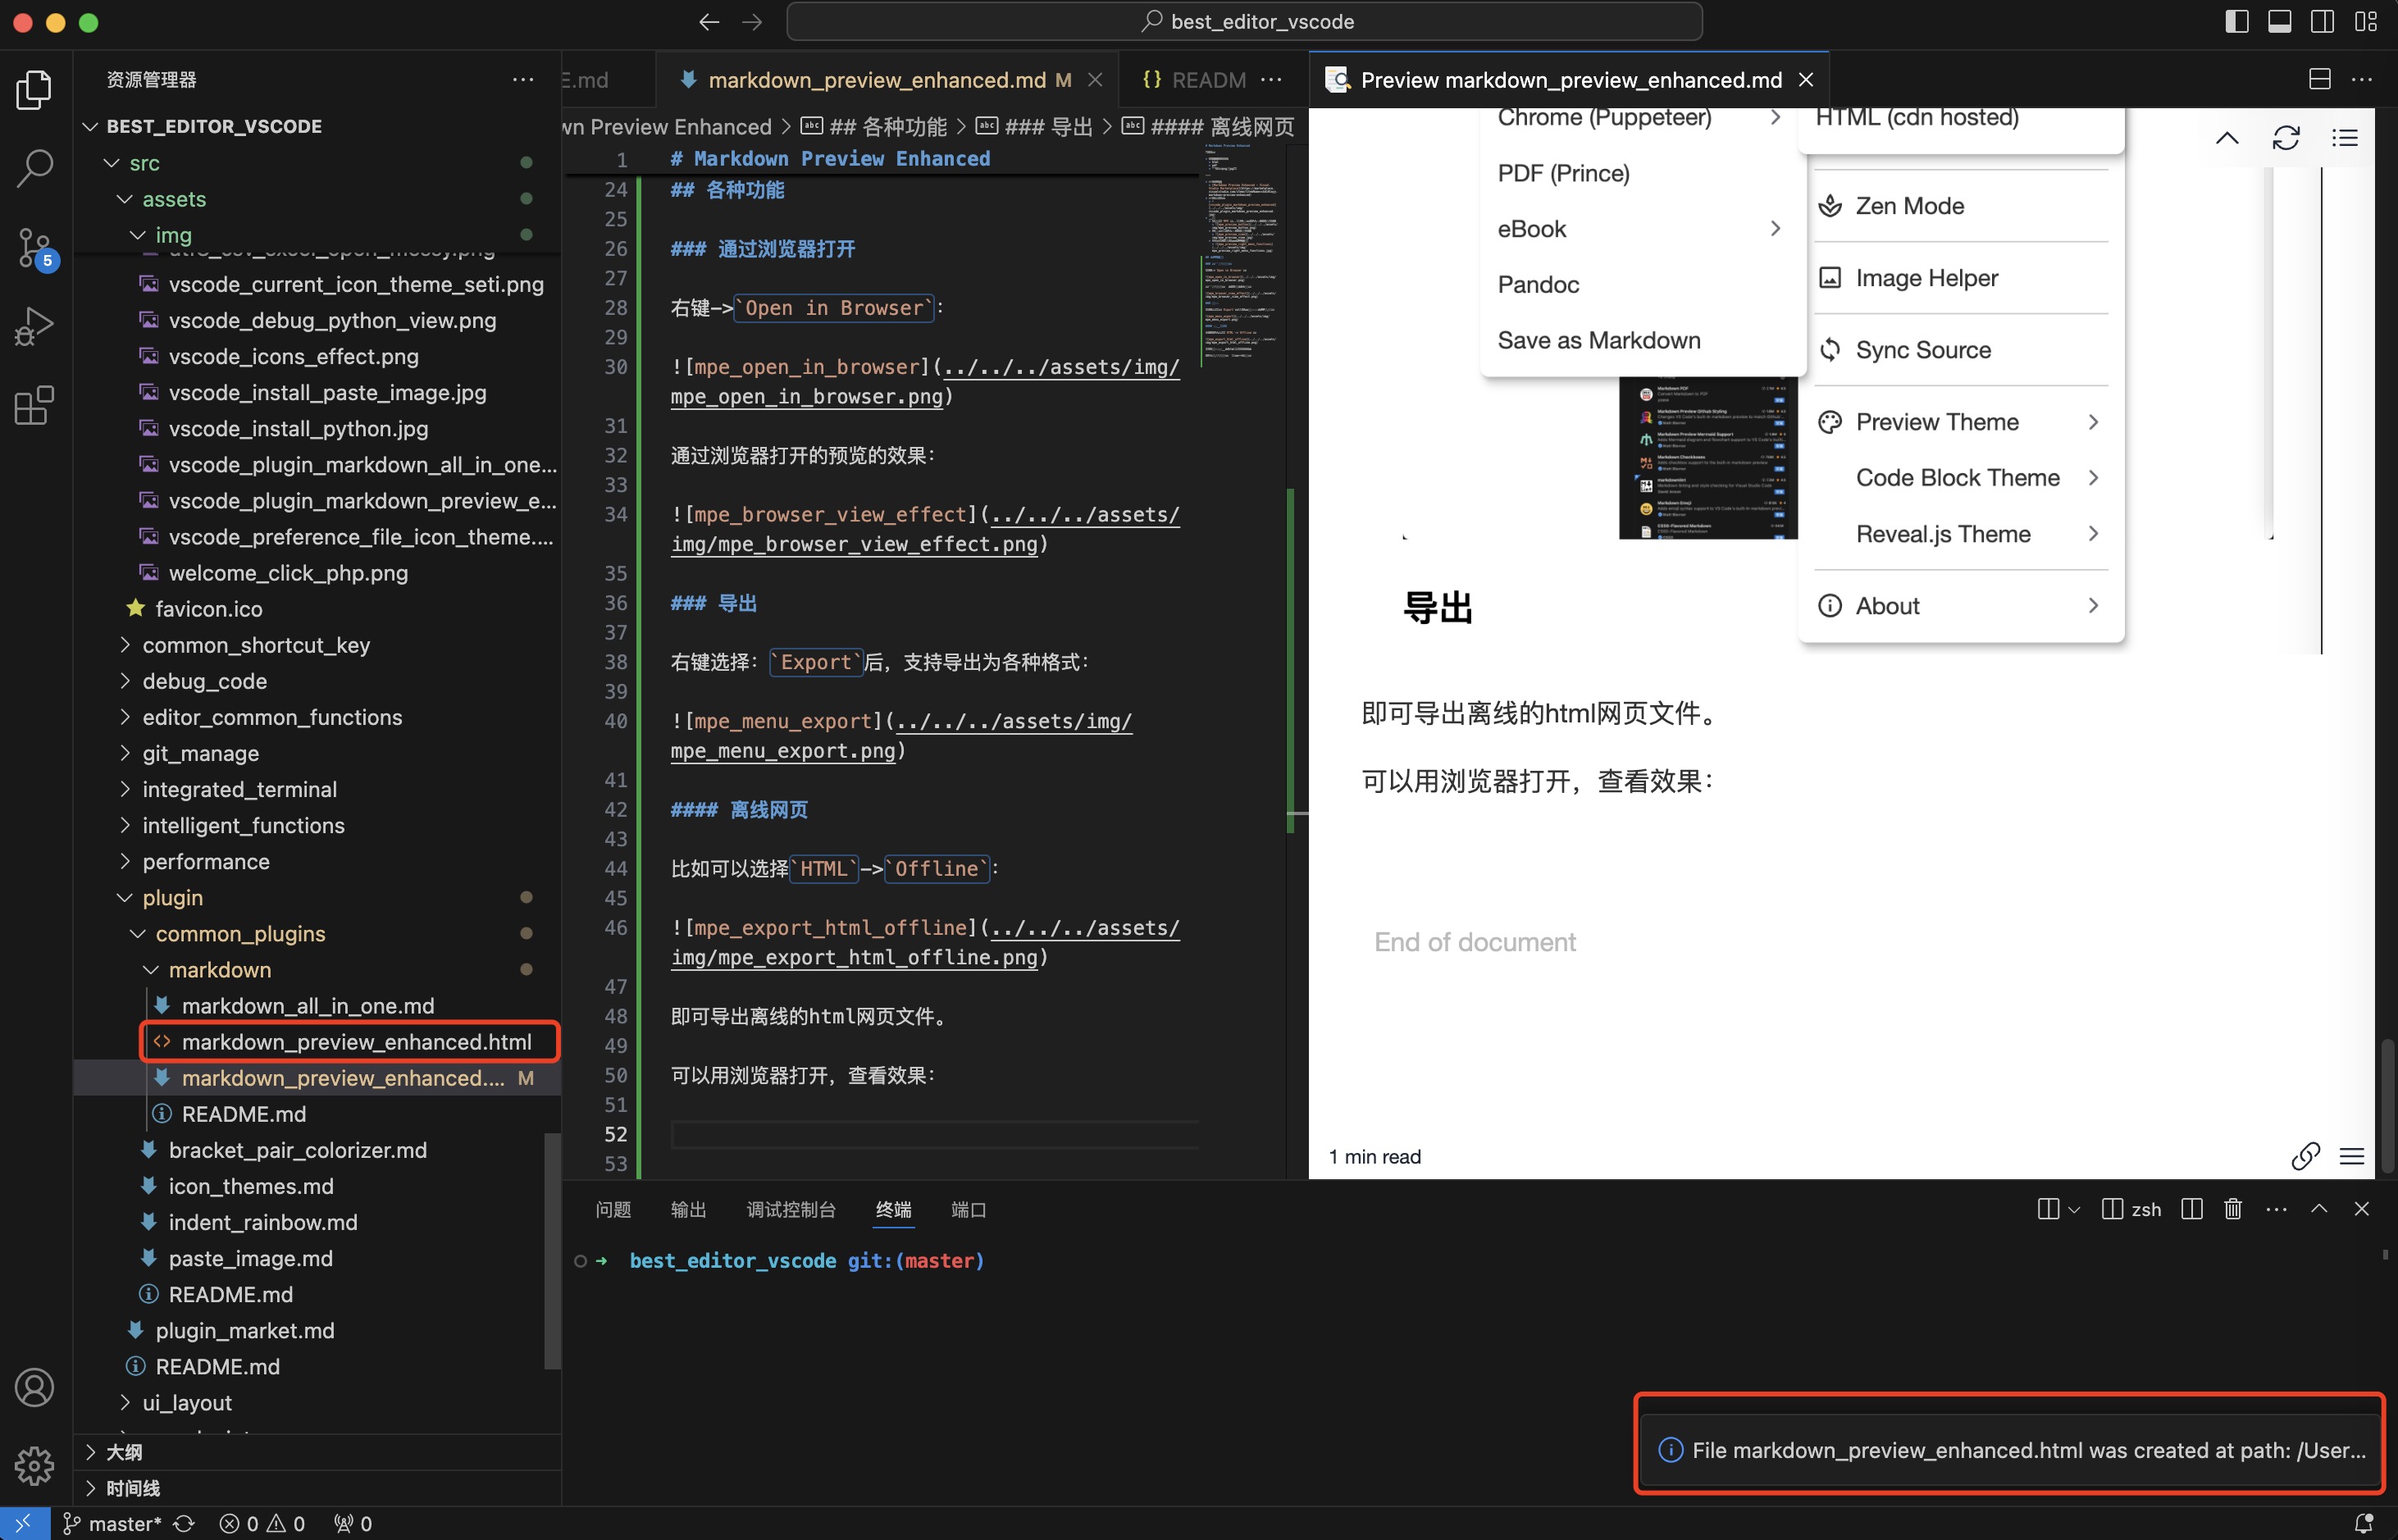 best_editor_vscode
资源管理器
BEST_EDITOR_VSCODE
src
assets
img
vscode_current_icon_theme_seti.png
vscode_debug_python_view.png
vscode_icons_effect.png
vscode_install_paste_image.jpg
vscode_install_python.jpg
vscode_plugin_markdown_all_in_one...
vscode_plugin_markdown_preview_e...
vscode_preference_file_icon_theme....
welcome_click_php.png
favicon.ico
common_shortcut_key
debug_code
editor_common_functions
git_manage
integrated_terminal
intelligent_functions
performance
plugin
common_plugins
markdown
markdown_all_in_one.md
markdown_preview_enhanced.html
markdown_preview_enhanced.... M
README.md
bracket_pair_colorizer.md
icon_themes.md
indent_rainbow.md
paste_image.md
README.md
plugin_market.md
README.md
ui_layout
大纲
时间线
E.md
markdown_preview_enhanced.md M
{} READM
wn Preview Enhanced > ## 各种功能 > ### 导出 > #### 离线网页
1 # Markdown Preview Enhanced
24 ## 各种功能
25
26 ### 通过浏览器打开
27
28 右键->`Open in Browser`:
29
30 ![mpe_open_in_browser](../../../assets/img/
mpe_open_in_browser.png)
31
32 通过浏览器打开的预览的效果:
33
34 ![mpe_browser_view_effect](../../../assets/
img/mpe_browser_view_effect.png)
35
36 ### 导出
37
38 右键选择: `Export`后，支持导出为各种格式:
39
40 ![mpe_menu_export](../../../assets/img/
mpe_menu_export.png)
41
42 #### 离线网页
43
44 比如可以选择`HTML`->`Offline`:
45
46 ![mpe_export_html_offline](../../../assets/
img/mpe_export_html_offline.png)
47
48 即可导出离线的html网页文件。
49
50 可以用浏览器打开，查看效果:
51
52
53
Preview markdown_preview_enhanced.md
Chrome (Puppeteer)
PDF (Prince)
eBook
Pandoc
Save as Markdown
HTML (cdn hosted)
Zen Mode
Image Helper
Sync Source
Preview Theme
Code Block Theme
Reveal.js Theme
About
导出
即可导出离线的html网页文件。
可以用浏览器打开，查看效果:
End of document
1 min read
问题 输出 调试控制台 终端 端口
zsh
➜ best_editor_vscode git:(master)
File markdown_preview_enhanced.html was created at path: /User...
5
master* 0 0 0